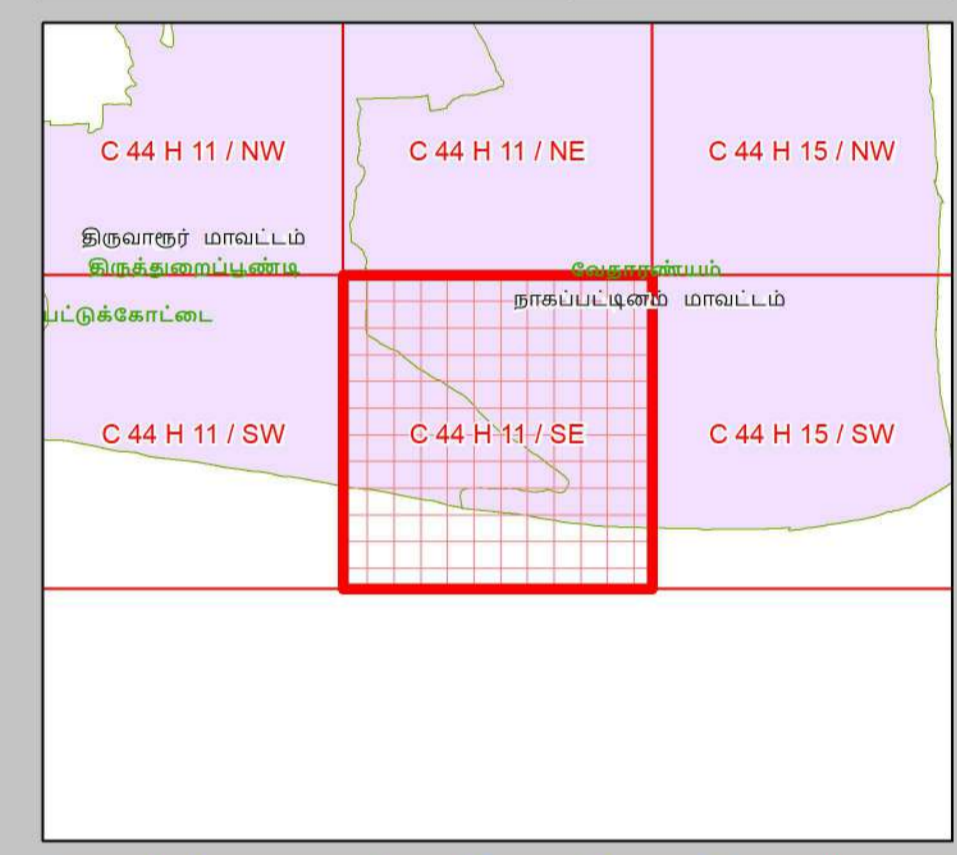 C 44 H 11 / NW
C 44 H 11 / NE
C 44 H 15 / NW
திருவாரூர் மாவட்டம்
திருத்துறைப்பூண்டி
வேதாரண்யம்
நாகப்பட்டினம் மாவட்டம்
பட்டுக்கோட்டை
C 44 H 11 / SW
C 44 H 11 / SE
C 44 H 15 / SW